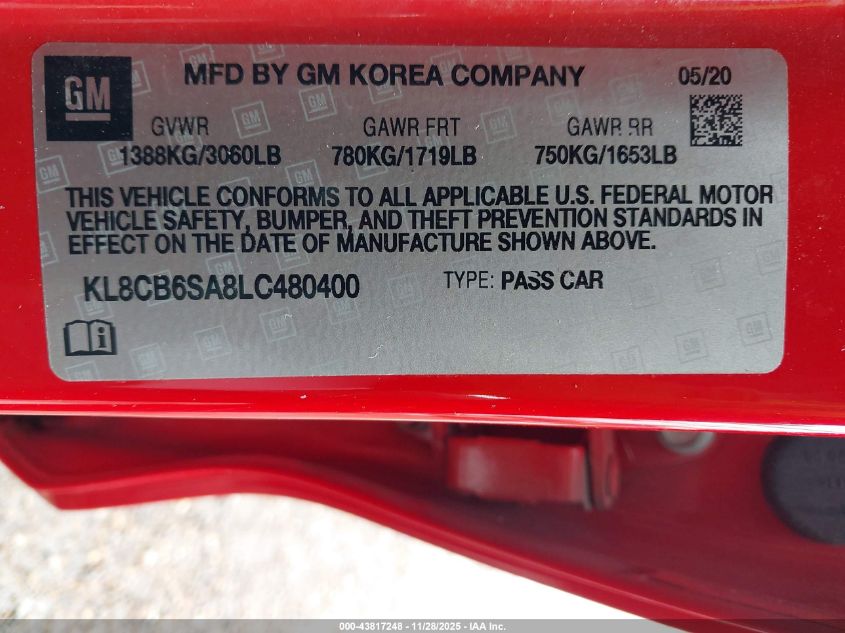 GM MFD BY GM KOREA COMPANY 05/20
GVWR GAWR FRT GAWR RR
1388KG/3060LB 780KG/1719LB 750KG/1653LB
THIS VEHICLE CONFORMS TO ALL APPLICABLE U.S. FEDERAL MOTOR
VEHICLE SAFETY, BUMPER, AND THEFT PREVENTION STANDARDS IN
EFFECT ON THE DATE OF MANUFACTURE SHOWN ABOVE.
KL8CB6SA8LC480400 TYPE: PASS CAR
000-43817248 - 11/28/2025 - IAA Inc.